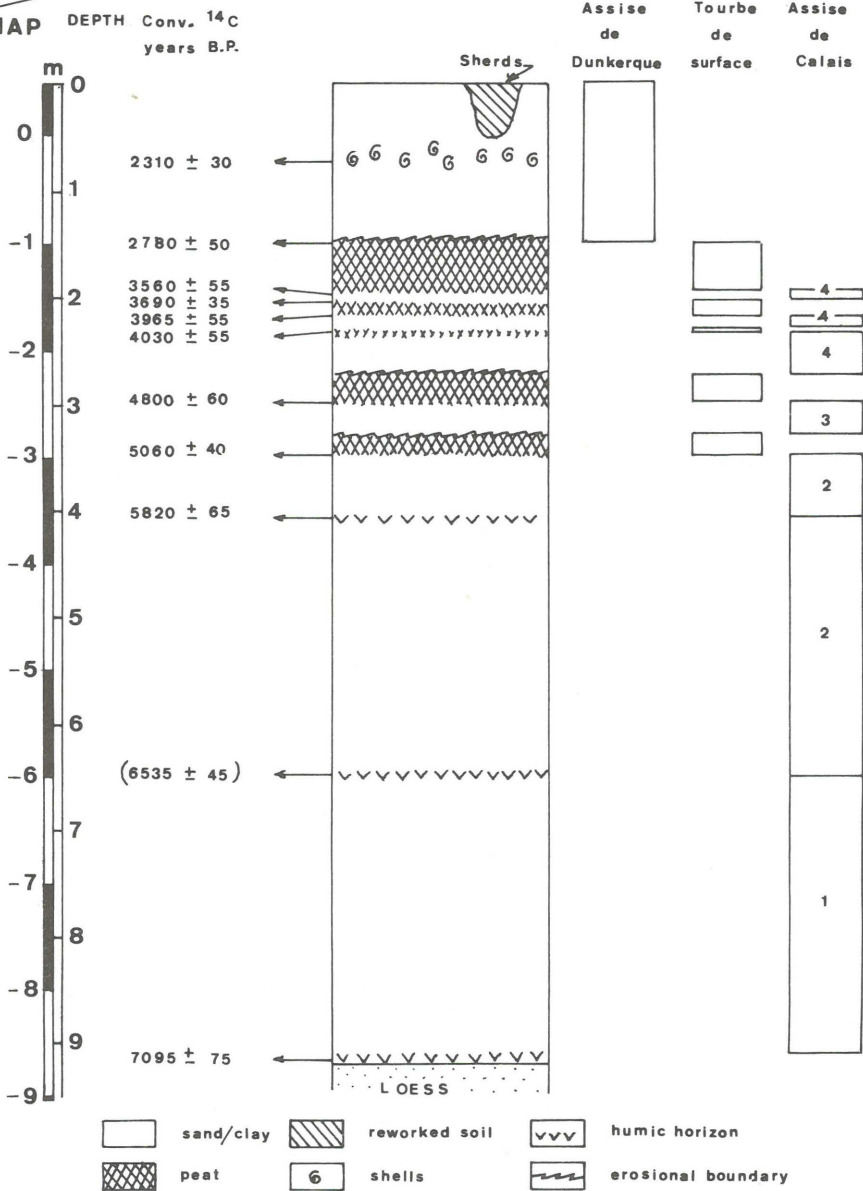 DEPTH Conv. 14C
years B.P.
m
Assise
de
Dunkerque
Tourbe
de
surface
Assise
de
Calais
Sherds
0
0
1
-1
2
-2
3
-3
4
-4
5
-5
6
-6
7
-7
8
-8
9
-9
2310 ± 30
2780 ± 50
3560 ± 55
3690 ± 35
3965 ± 55
4030 ± 55
4800 ± 60
5060 ± 40
5820 ± 65
(6535 ± 45)
7095 ± 75
4
4
4
3
2
2
1
LOESS
sand/clay
reworked soil
humic horizon
peat
shells
erosional boundary